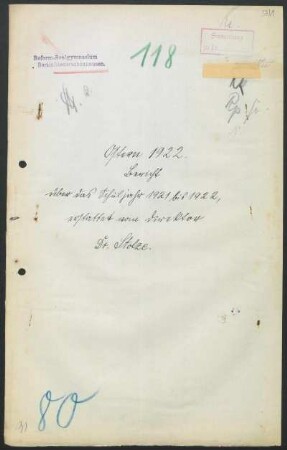 118
Reform-Realgymnasium
Ostern 1922.
Bericht
über das Schuljahr 1921 bis 1922,
erstattet vom Direktor
Dr. Stolze.
80